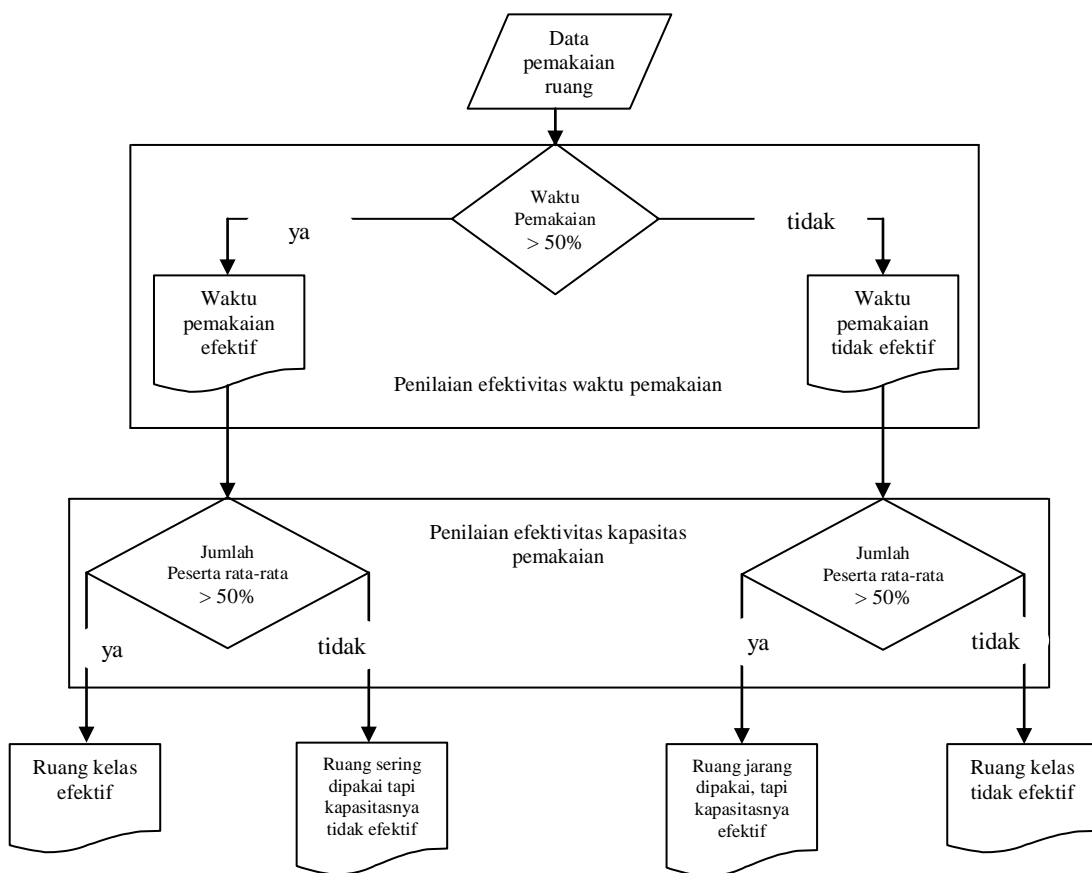 Data
pemakaian
ruang
Waktu
Pemakaian
> 50%
ya
tidak
Waktu
pemakaian
efektif
Waktu
pemakaian
tidak efektif
Penilaian efektivitas waktu pemakaian
Penilaian efektivitas kapasitas
pemakaian
Jumlah
Peserta rata-rata
> 50%
Jumlah
Peserta rata-rata
> 50%
ya
tidak
ya
tidak
Ruang kelas
efektif
Ruang sering
dipakai tapi
kapasitasnya
tidak efektif
Ruang jarang
dipakai, tapi
kapasitasnya
efektif
Ruang kelas
tidak efektif